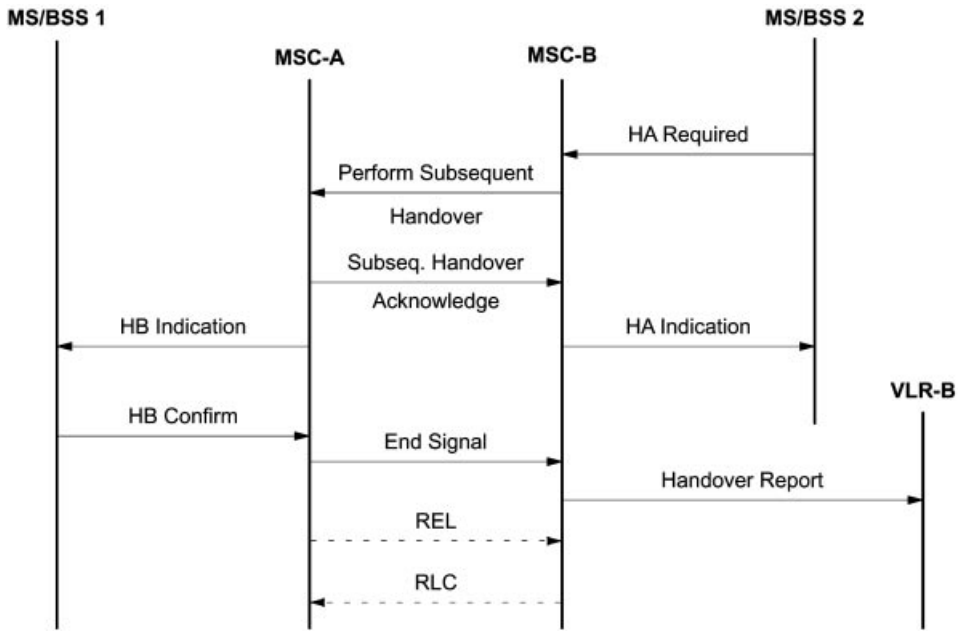 MS/BSS 1
MS/BSS 2
MSC-A
MSC-B
HA Required
Perform Subsequent
Handover
Subseq. Handover
Acknowledge
HB Indication
HA Indication
VLR-B
HB Confirm
End Signal
Handover Report
REL
RLC